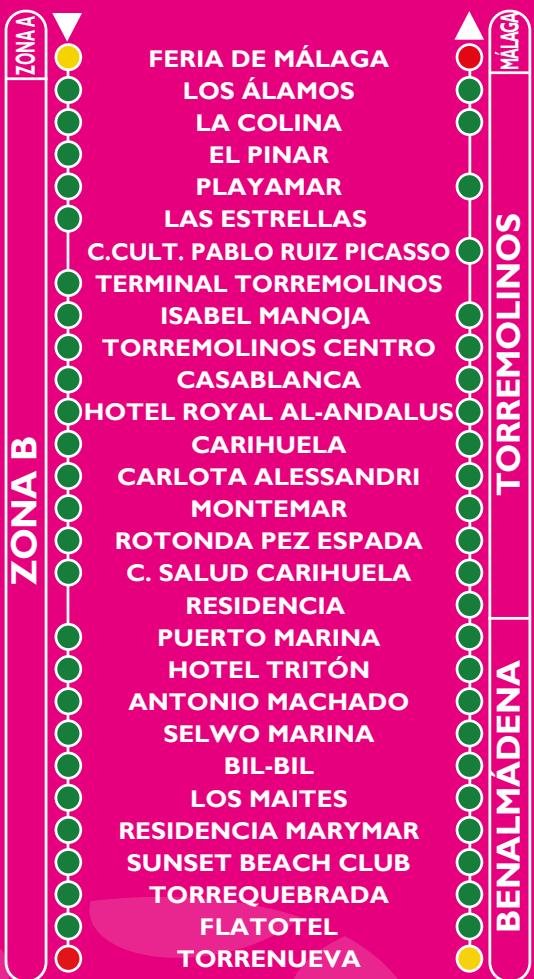 ZONA A
ZONA B
FERIA DE MÁLAGA
LOS ÁLAMOS
LA COLINA
EL PINAR
PLAYAMAR
LAS ESTRELLAS
C.CULT. PABLO RUIZ PICASSO
TERMINAL TORREMOLINOS
ISABEL MANOJA
TORREMOLINOS CENTRO
CASABLANCA
HOTEL ROYAL AL-ANDALUS
CARIHUELA
CARLOTA ALESSANDRI
MONTEMAR
ROTONDA PEZ ESPADA
C. SALUD CARIHUELA
RESIDENCIA
PUERTO MARINA
HOTEL TRITÓN
ANTONIO MACHADO
SELWO MARINA
BIL-BIL
LOS MAITES
RESIDENCIA MARYMAR
SUNSET BEACH CLUB
TORREQUEBRADA
FLATOTEL
TORRENUEVA
MÁLAGA
TORREMOLINOS
BENALMÁDENA